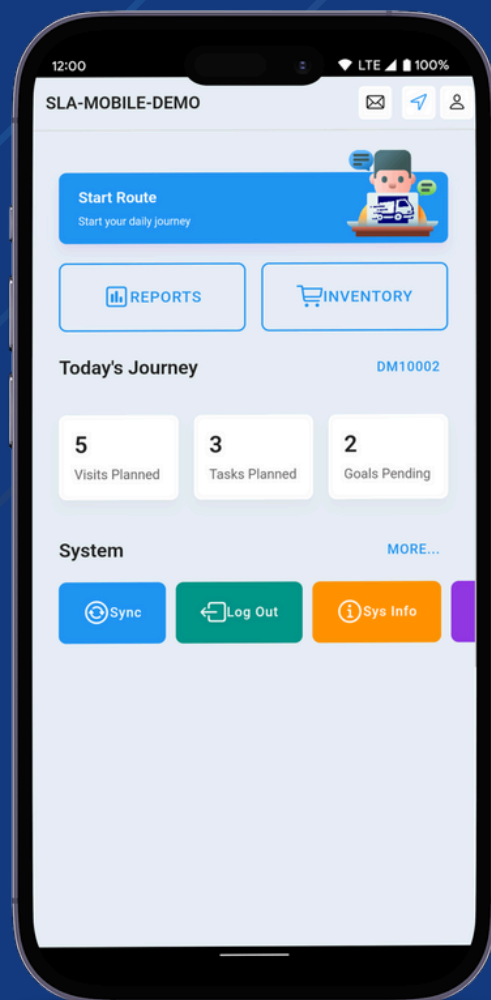 12:00 LTE 100%
SLA-MOBILE-DEMO
Start Route
Start your daily journey
REPORTS INVENTORY
Today's Journey DM10002
5 3 2
Visits Planned Tasks Planned Goals Pending
System MORE...
Sync Log Out Sys Info